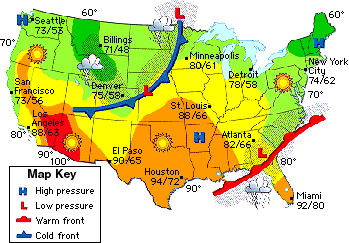 60°
L
60°
H
Seattle
73/53
Billings
71/48
H
70°
Minneapolis
80/61
New York
City
74/62
Detroit
78/58
San
Francisco
73/56
Denver
75/58
L
St. Louis
88/66
70°
80°
Los
Angeles
88/63
H
Atlanta
82/66
L
80°
90°
100°
El Paso
90/65
Houston
94/72
90°
Miami
92/80
Map Key
H High pressure
L Low pressure
Warm front
Cold front